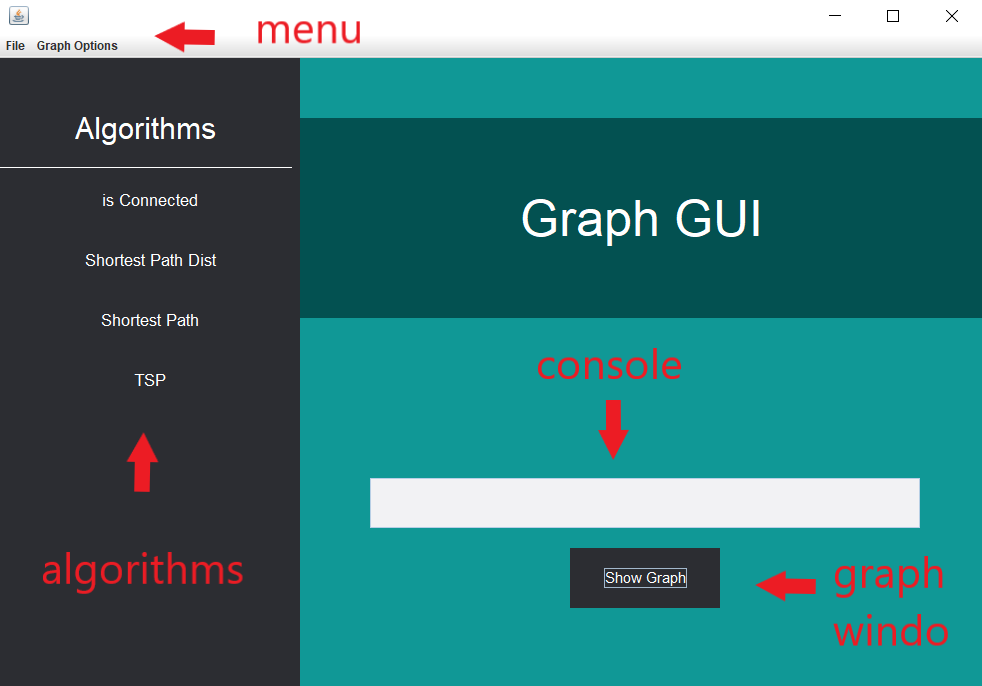 menu
File Graph Options
Algorithms
is Connected
Shortest Path Dist
Shortest Path
TSP
algorithms
Graph GUI
console
Show Graph
graph
windo